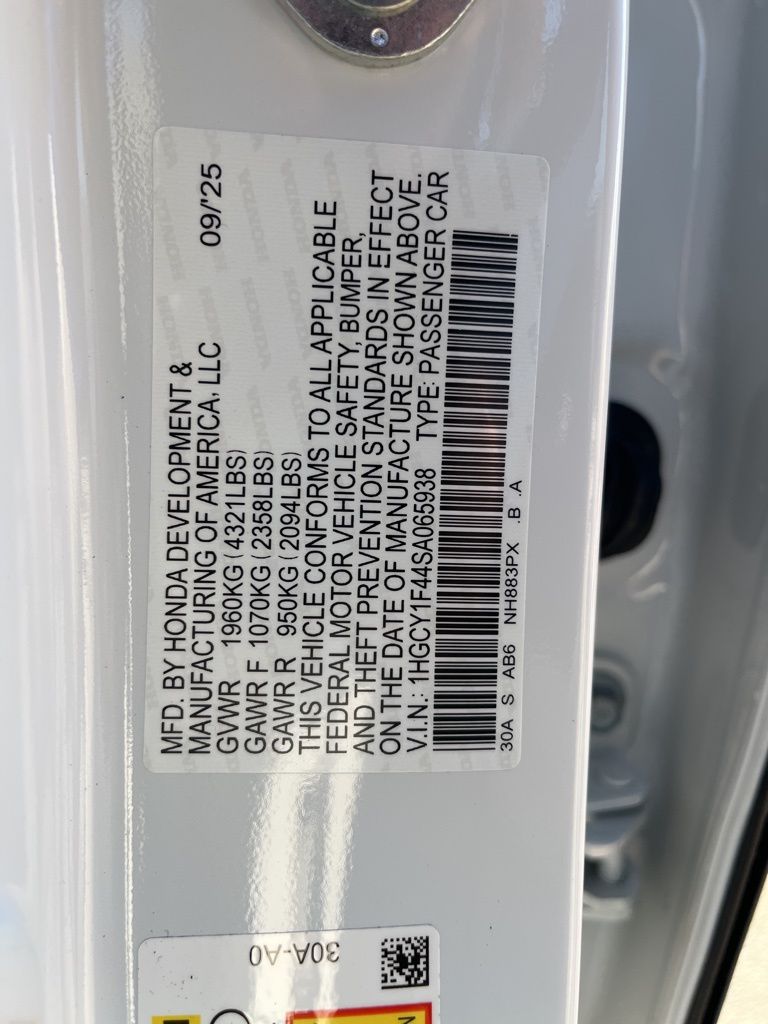 MFD. BY HONDA DEVELOPMENT &
MANUFACTURING OF AMERICA, LLC 09/'25
GVWR 1960KG (4321LBS)
GAWR F 1070KG (2358LBS)
GAWR R 950KG (2094LBS)
THIS VEHICLE CONFORMS TO ALL APPLICABLE
FEDERAL MOTOR VEHICLE SAFETY, BUMPER,
AND THEFT PREVENTION STANDARDS IN EFFECT
ON THE DATE OF MANUFACTURE SHOWN ABOVE.
V.I.N.: 1HGCY1F44SA065938 TYPE: PASSENGER CAR
30A S AB6 NH883PX .B .A
30A-A0